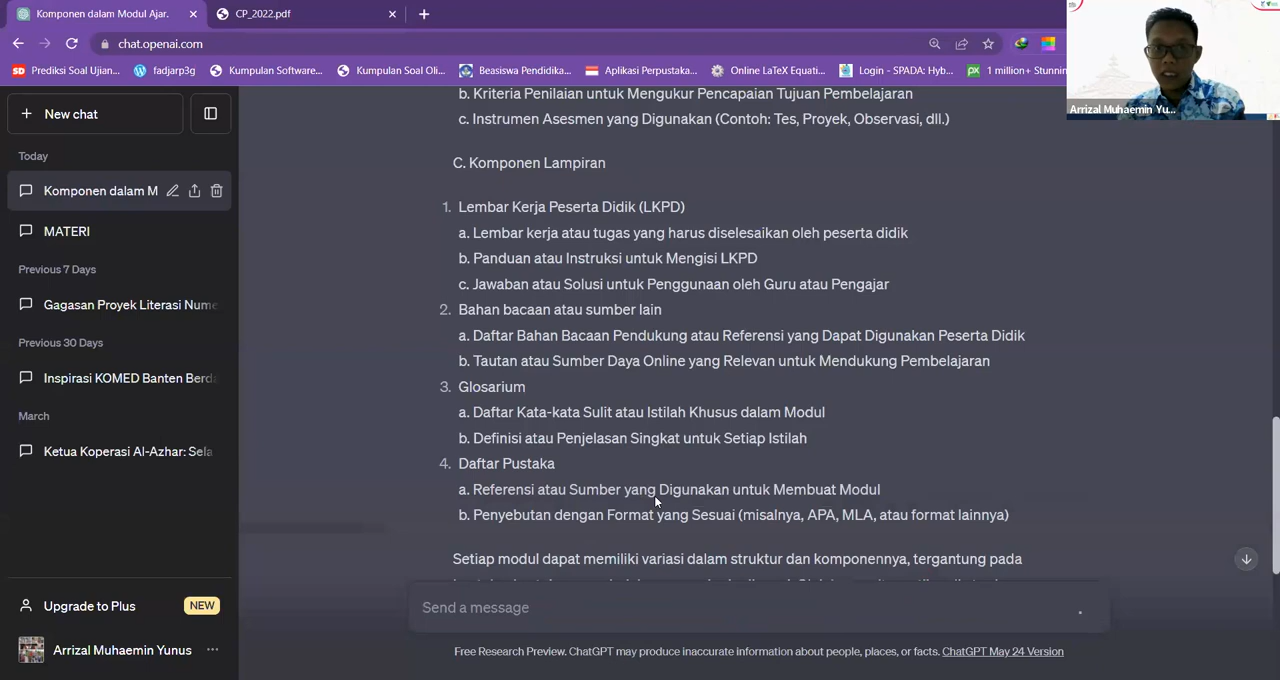 Komponen dalam Modul Ajar.
CP_2022.pdf
chat.openai.com
Prediksi Soal Ujian...
fadjarp3g
Kumpulan Software...
Kumpulan Soal Oli...
Beasiswa Pendidika...
Aplikasi Perpustaka...
Online LaTeX Equati...
Login - SPADA: Hyb...
1 million+ Stunnin
Arrizal Muhaemin Yu...
New chat
Today
Komponen dalam M
MATERI
Previous 7 Days
Gagasan Proyek Literasi Nume
Previous 30 Days
Inspirasi KOMED Banten Berda
March
Ketua Koperasi Al-Azhar: Sela
Upgrade to Plus
NEW
Arrizal Muhaemin Yunus
b. Kriteria Penilaian untuk Mengukur Pencapaian Tujuan Pembelajaran
c. Instrumen Asesmen yang Digunakan (Contoh: Tes, Proyek, Observasi, dll.)
C. Komponen Lampiran
1. Lembar Kerja Peserta Didik (LKPD)
a. Lembar kerja atau tugas yang harus diselesaikan oleh peserta didik
b. Panduan atau Instruksi untuk Mengisi LKPD
c. Jawaban atau Solusi untuk Penggunaan oleh Guru atau Pengajar
2. Bahan bacaan atau sumber lain
a. Daftar Bahan Bacaan Pendukung atau Referensi yang Dapat Digunakan Peserta Didik
b. Tautan atau Sumber Daya Online yang Relevan untuk Mendukung Pembelajaran
3. Glosarium
a. Daftar Kata-kata Sulit atau Istilah Khusus dalam Modul
b. Definisi atau Penjelasan Singkat untuk Setiap Istilah
4. Daftar Pustaka
a. Referensi atau Sumber yang Digunakan untuk Membuat Modul
b. Penyebutan dengan Format yang Sesuai (misalnya, APA, MLA, atau format lainnya)
Setiap modul dapat memiliki variasi dalam struktur dan komponennya, tergantung pada
Send a message
Free Research Preview. ChatGPT may produce inaccurate information about people, places, or facts. ChatGPT May 24 Version